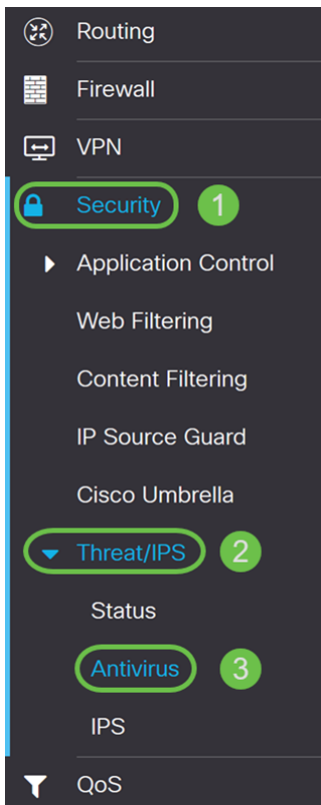 Routing
Firewall
VPN
Security 1
Application Control
Web Filtering
Content Filtering
IP Source Guard
Cisco Umbrella
Threat/IPS 2
Status
Antivirus 3
IPS
QoS